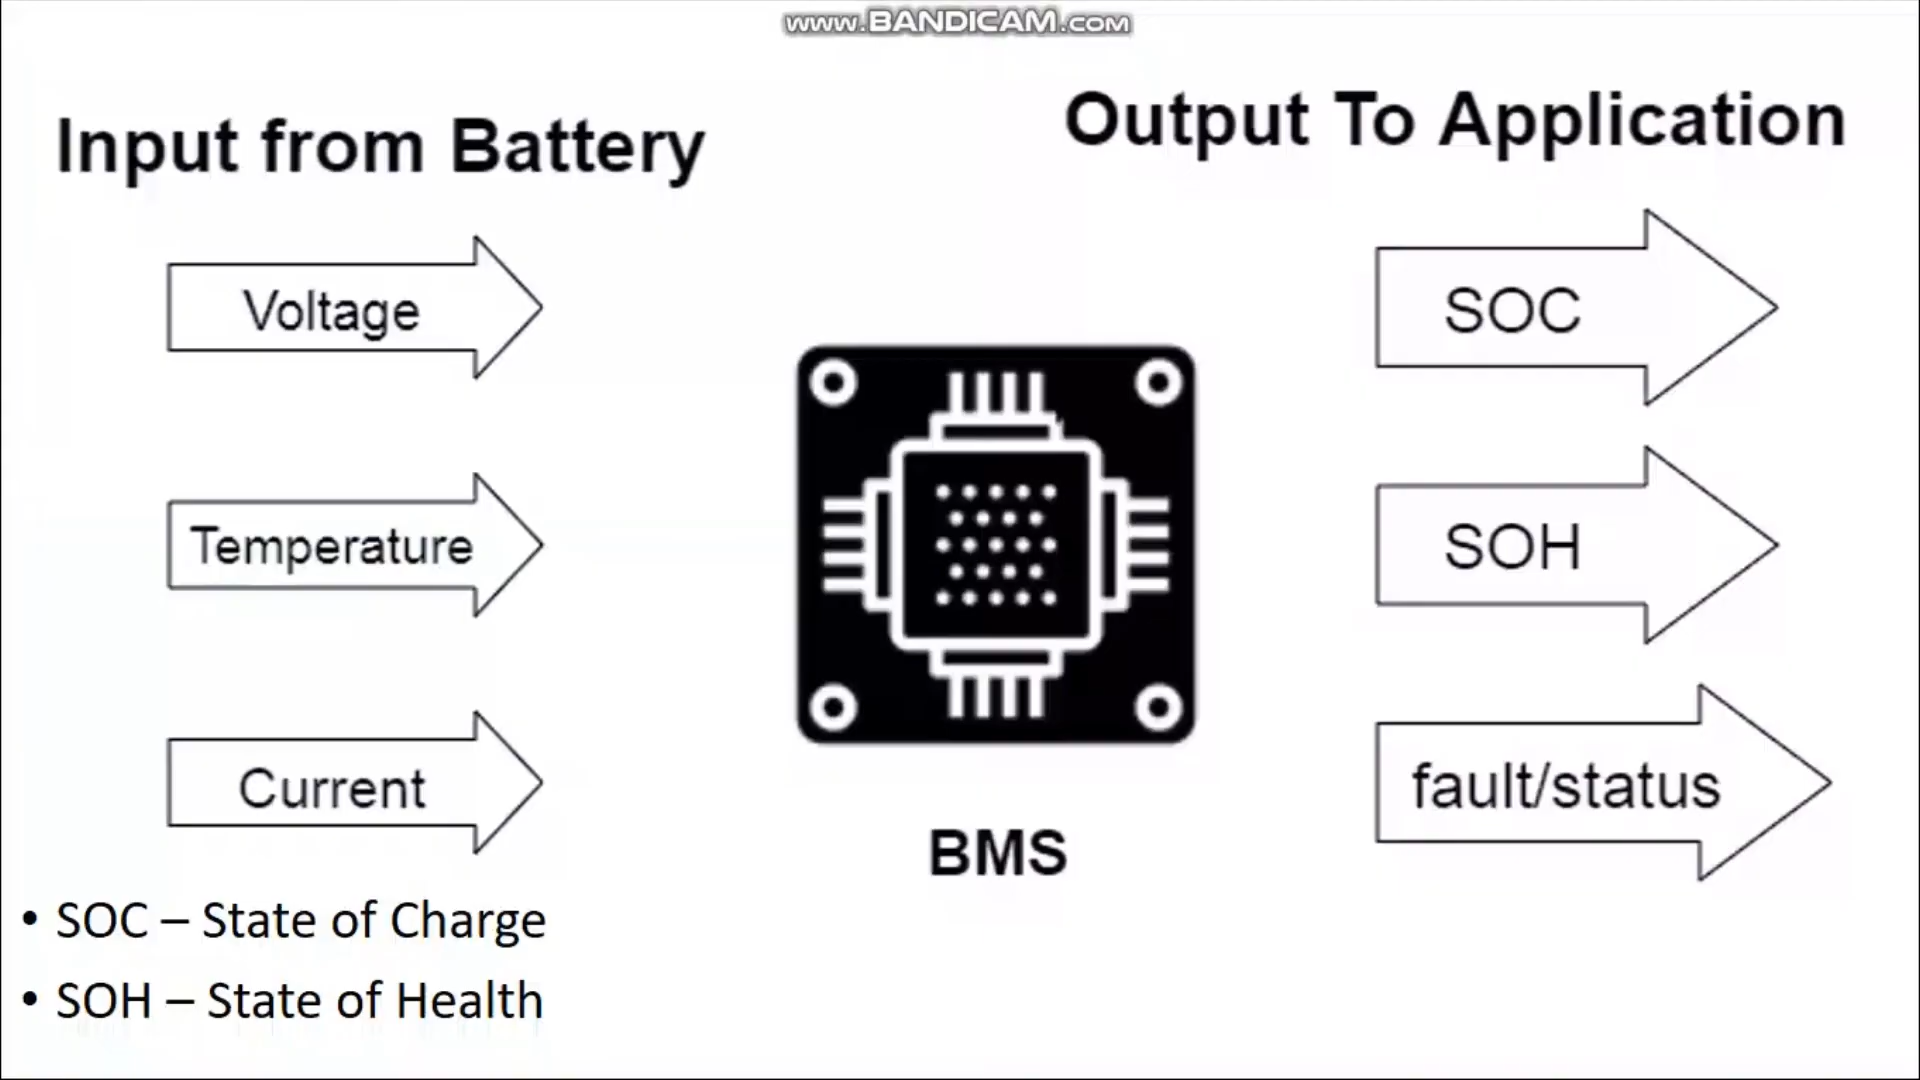 www.BANDICAM.com
Input from Battery
Output To Application
Voltage
SOC
Temperature
SOH
Current
fault/status
BMS
• SOC – State of Charge
• SOH – State of Health